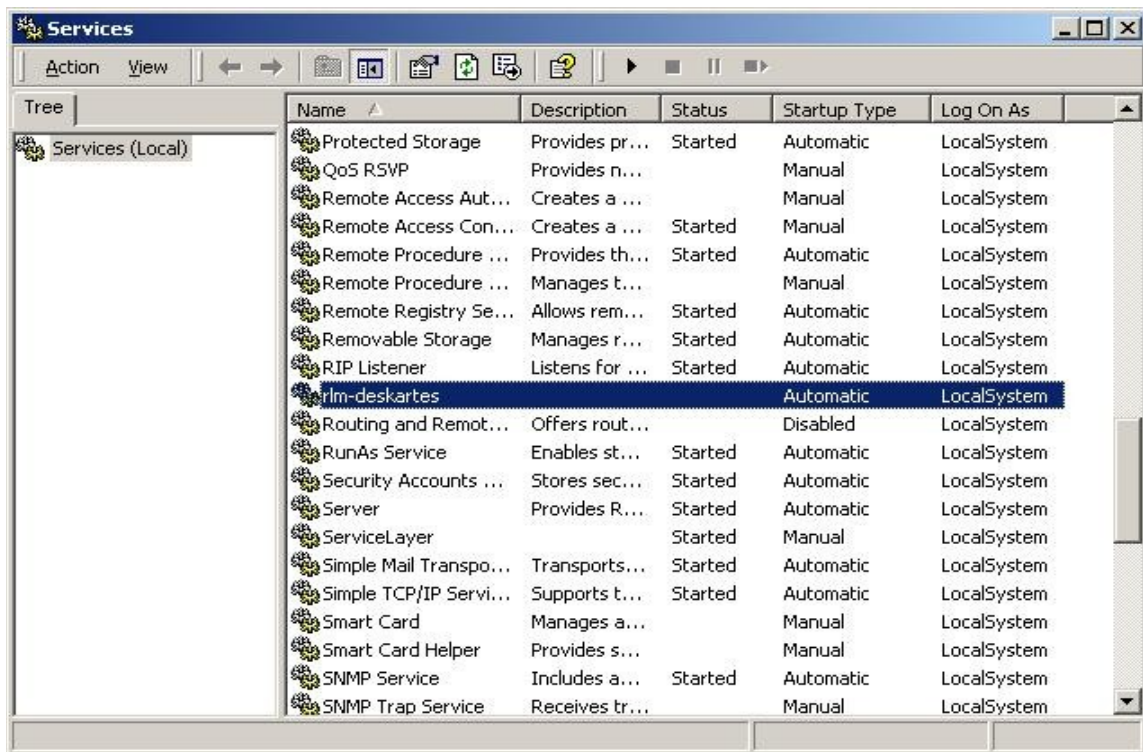 Services
Action View
Tree
Services (Local)
Name Description Status Startup Type Log On As
Protected Storage Provides pr... Started Automatic LocalSystem
QoS RSVP Provides n... Manual LocalSystem
Remote Access Aut... Creates a ... Manual LocalSystem
Remote Access Con... Creates a ... Started Manual LocalSystem
Remote Procedure ... Provides th... Started Automatic LocalSystem
Remote Procedure ... Manages t... Manual LocalSystem
Remote Registry Se... Allows rem... Started Automatic LocalSystem
Removable Storage Manages r... Started Automatic LocalSystem
RIP Listener Listens for ... Started Automatic LocalSystem
rlm-deskartes Automatic LocalSystem
Routing and Remot... Offers rout... Disabled LocalSystem
RunAs Service Enables st... Started Automatic LocalSystem
Security Accounts ... Stores sec... Started Automatic LocalSystem
Server Provides R... Started Automatic LocalSystem
ServiceLayer Started Manual LocalSystem
Simple Mail Transpo... Transports... Started Automatic LocalSystem
Simple TCP/IP Servi... Supports t... Started Automatic LocalSystem
Smart Card Manages a... Manual LocalSystem
Smart Card Helper Provides s... Manual LocalSystem
SNMP Service Includes a... Started Automatic LocalSystem
SNMP Trap Service Receives tr... Manual LocalSystem